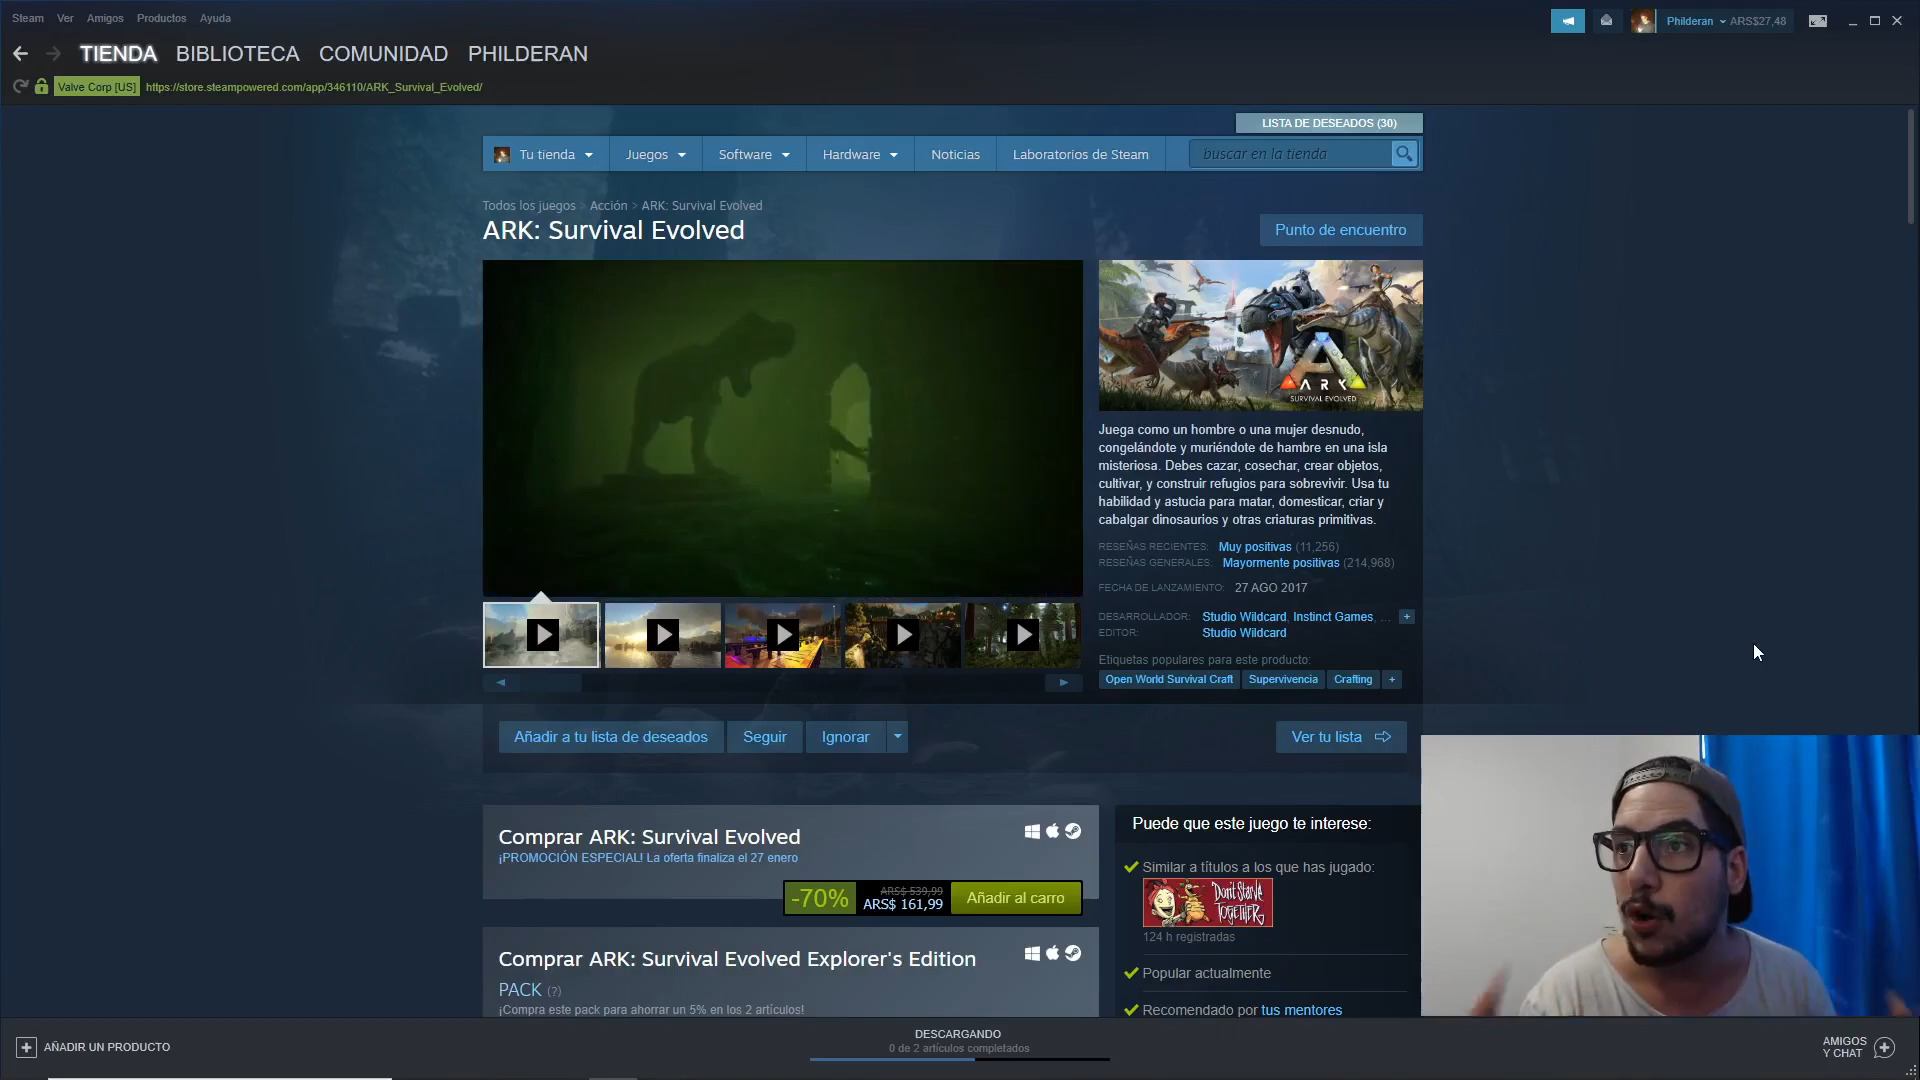 Steam Ver Amigos Productos Ayuda
Philderan ARS$27,48
TIENDA BIBLIOTECA COMUNIDAD PHILDERAN
Valve Corp [US] https://store.steampowered.com/app/346110/ARK_Survival_Evolved/
LISTA DE DESEADOS (30)
Tu tienda Juegos Software Hardware Noticias Laboratorios de Steam buscar en la tienda
Todos los juegos > Acción > ARK: Survival Evolved
ARK: Survival Evolved
Punto de encuentro
ARK
SURVIVAL EVOLVED
Juega como un hombre o una mujer desnudo,
congelándote y muriéndote de hambre en una isla
misteriosa. Debes cazar, cosechar, crear objetos,
cultivar, y construir refugios para sobrevivir. Usa tu
habilidad y astucia para matar, domesticar, criar y
cabalgar dinosaurios y otras criaturas primitivas.
RESEÑAS RECIENTES: Muy positivas (11,256)
RESEÑAS GENERALES: Mayormente positivas (214,968)
FECHA DE LANZAMIENTO: 27 AGO 2017
DESARROLLADOR: Studio Wildcard, Instinct Games, ... +
EDITOR: Studio Wildcard
Etiquetas populares para este producto:
Open World Survival Craft Supervivencia Crafting +
Añadir a tu lista de deseados Seguir Ignorar Ver tu lista
Comprar ARK: Survival Evolved
¡PROMOCIÓN ESPECIAL! La oferta finaliza el 27 enero
-70% ARS$ 539,99 ARS$ 161,99 Añadir al carro
Comprar ARK: Survival Evolved Explorer's Edition
PACK (?)
¡Compra este pack para ahorrar un 5% en los 2 artículos!
Puede que este juego te interese:
Similar a títulos a los que has jugado:
Don't Starve
Together
124 h registradas
Popular actualmente
Recomendado por tus mentores
AÑADIR UN PRODUCTO
DESCARGANDO
0 de 2 artículos completados
AMIGOS
Y CHAT